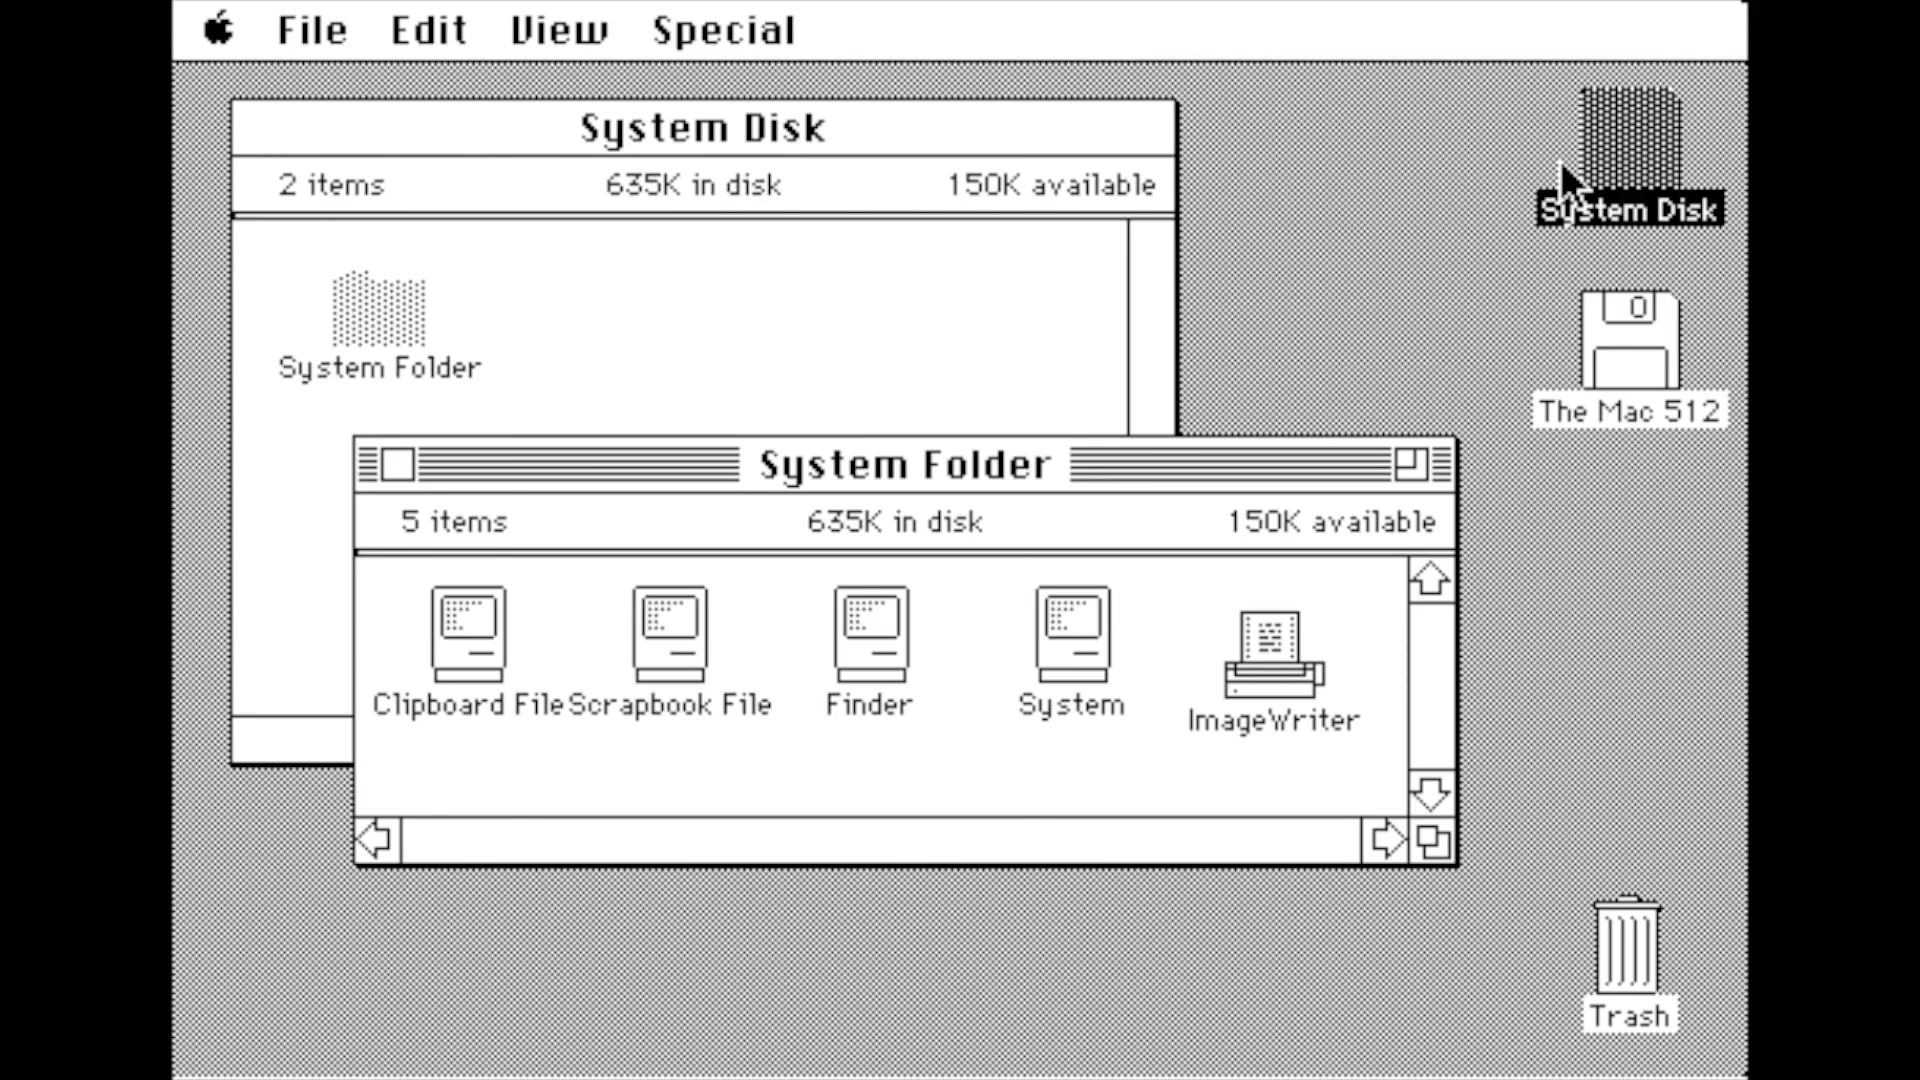 File Edit View Special
System Disk
2 items 635K in disk 150K available
System Folder
System Disk
0
The Mac 512
System Folder
5 items 635K in disk 150K available
Clipboard File Scrapbook File Finder System ImageWriter
Trash